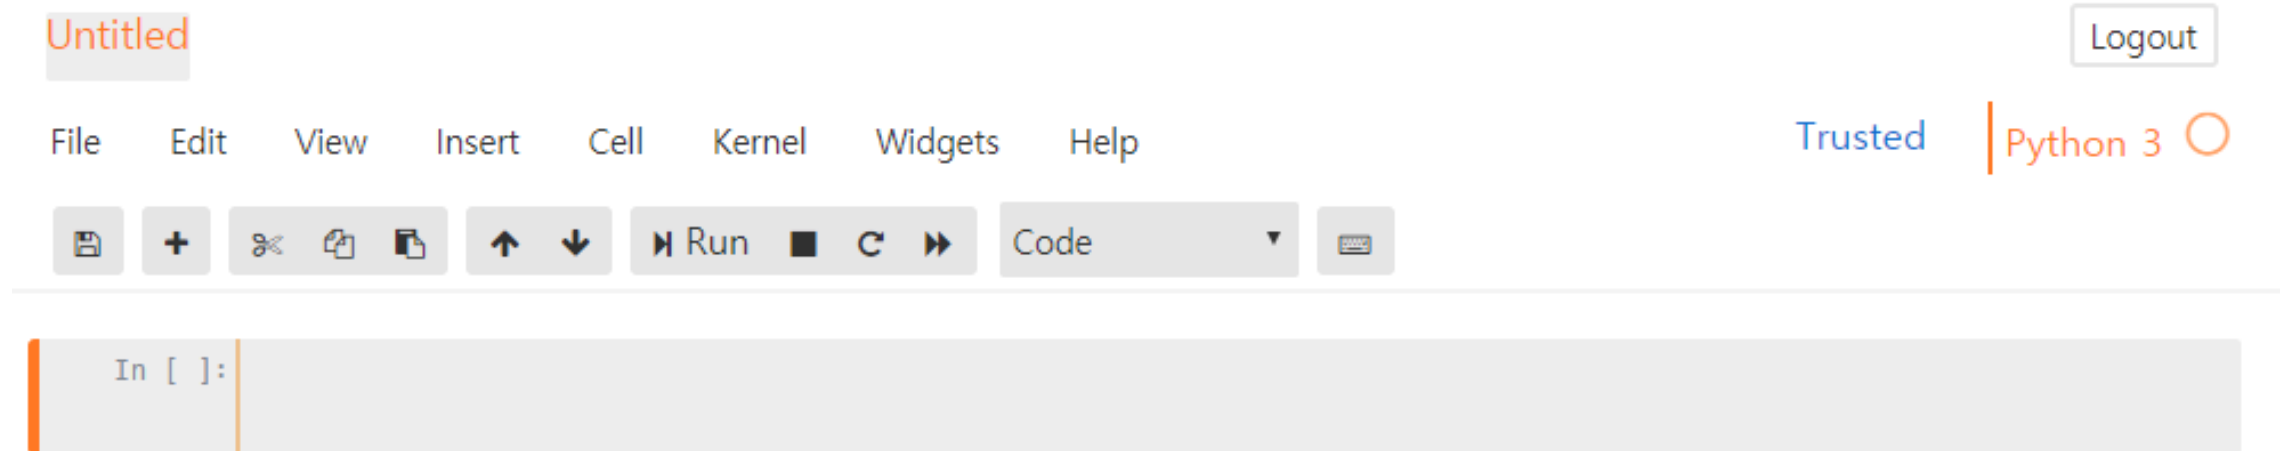 Untitled
Logout
File Edit View Insert Cell Kernel Widgets Help Trusted Python 3
Run Code
In [ ]: